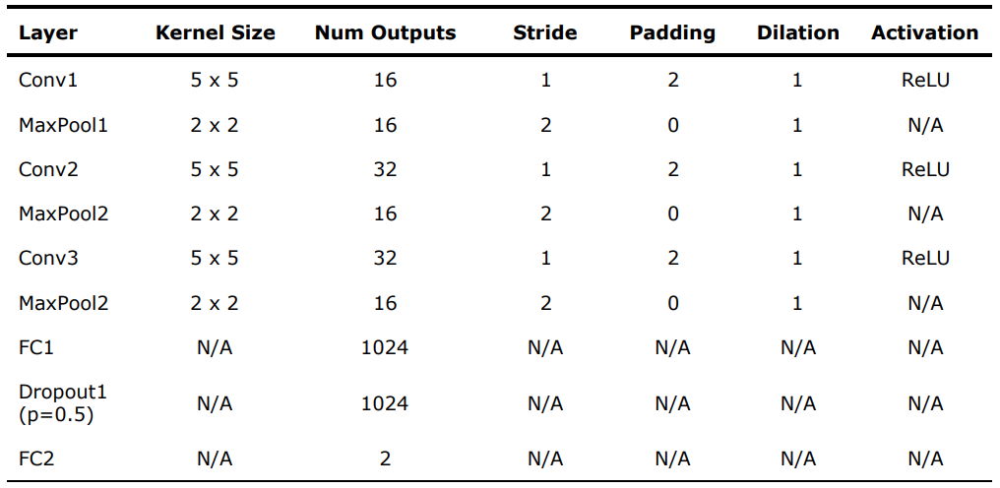 Layer Kernel Size Num Outputs Stride Padding Dilation Activation
Conv1 5 x 5 16 1 2 1 ReLU
MaxPool1 2 x 2 16 2 0 1 N/A
Conv2 5 x 5 32 1 2 1 ReLU
MaxPool2 2 x 2 16 2 0 1 N/A
Conv3 5 x 5 32 1 2 1 ReLU
MaxPool2 2 x 2 16 2 0 1 N/A
FC1 N/A 1024 N/A N/A N/A N/A
Dropout1
(p=0.5) N/A 1024 N/A N/A N/A N/A
FC2 N/A 2 N/A N/A N/A N/A